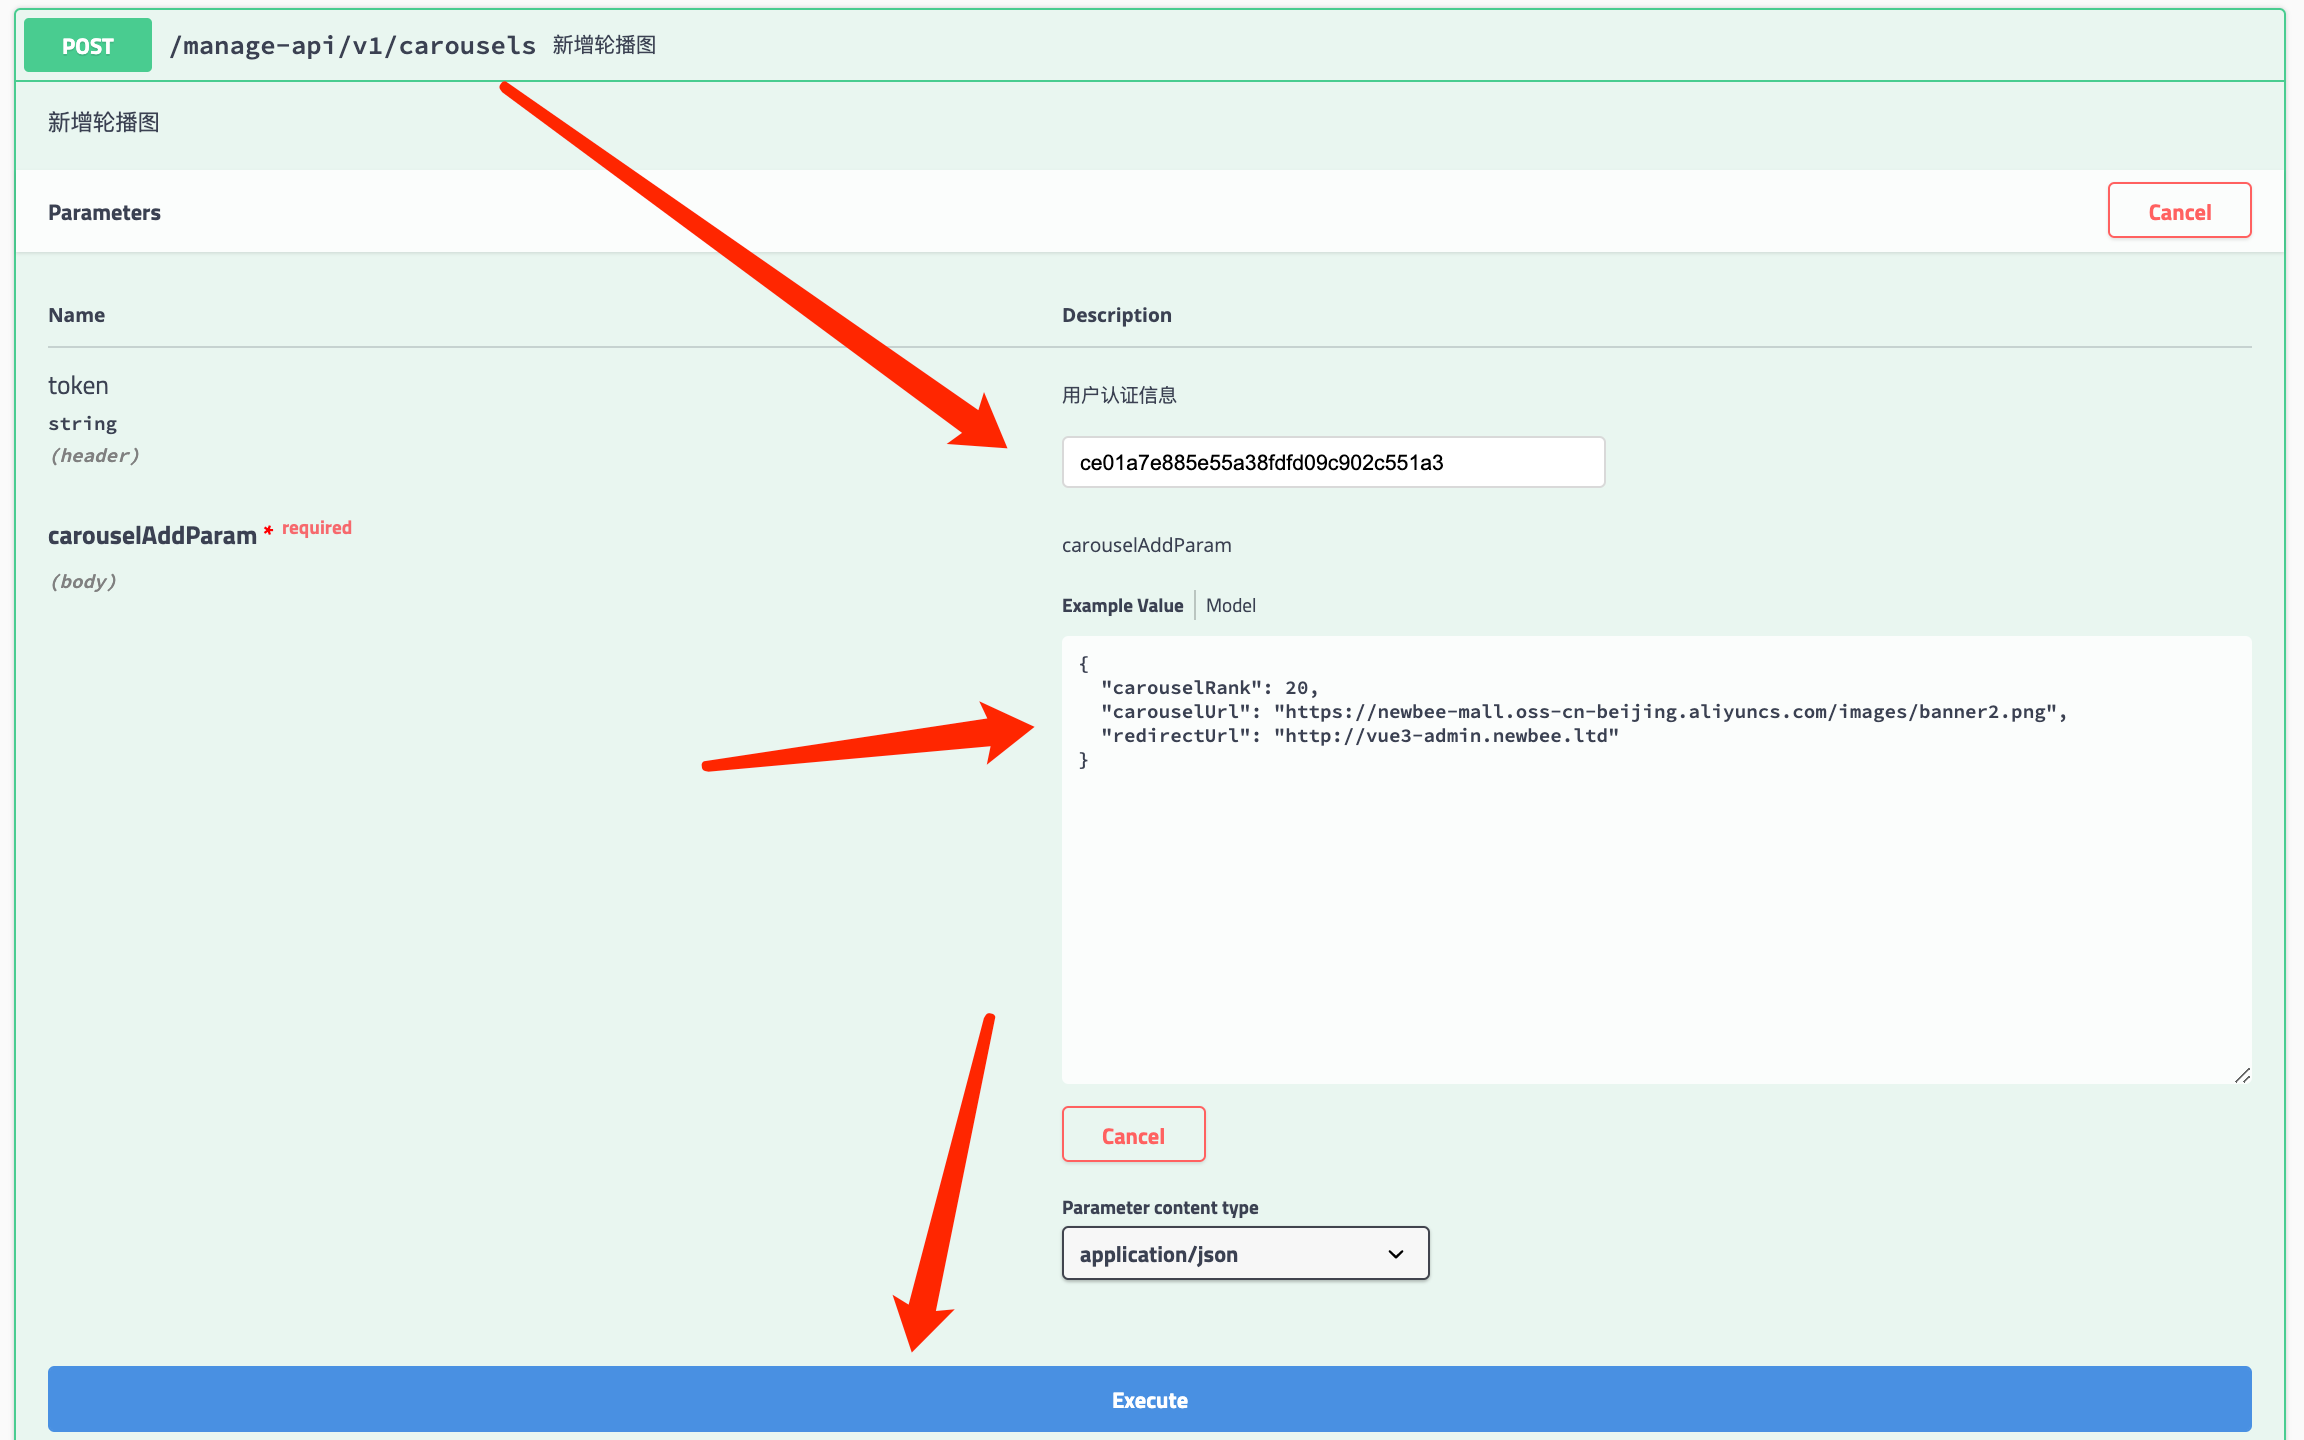 POST /manage-api/v1/carousels 新增轮播图
新增轮播图
Parameters
Cancel
Name
Description
token
string
(header)
用户认证信息
ce01a7e885e55a38fdfd09c902c551a3
carouselAddParam * required
(body)
carouselAddParam
Example Value Model
{
"carouselRank": 20,
"carouselUrl": "https://newbee-mall.oss-cn-beijing.aliyuncs.com/images/banner2.png",
"redirectUrl": "http://vue3-admin.newbee.ltd"
}
Cancel
Parameter content type
application/json
Execute